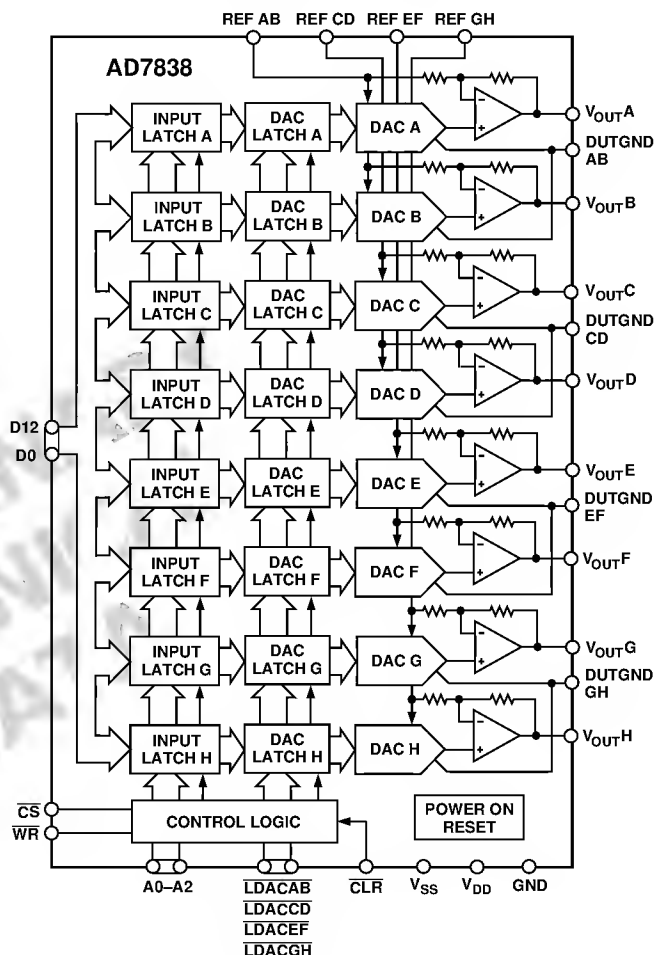 REF AB REF CD REF EF REF GH
AD7838
INPUT LATCH A
DAC LATCH A
DAC A
VOUTA
DUTGND AB
INPUT LATCH B
DAC LATCH B
DAC B
VOUTB
INPUT LATCH C
DAC LATCH C
DAC C
VOUTC
DUTGND CD
INPUT LATCH D
DAC LATCH D
DAC D
VOUTD
D12
D0
INPUT LATCH E
DAC LATCH E
DAC E
VOUTE
DUTGND EF
INPUT LATCH F
DAC LATCH F
DAC F
VOUTF
INPUT LATCH G
DAC LATCH G
DAC G
VOUTG
DUTGND GH
INPUT LATCH H
DAC LATCH H
DAC H
VOUTH
CS
WR
CONTROL LOGIC
POWER ON RESET
A0–A2
LDACAB
LDACCD
LDACEF
LDACGH
CLR
VSS
VDD
GND